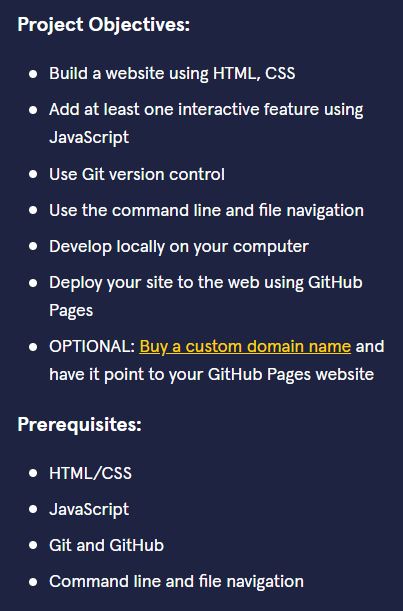 Project Objectives:
Build a website using HTML, CSS
Add at least one interactive feature using
JavaScript
Use Git version control
Use the command line and file navigation
Develop locally on your computer
Deploy your site to the web using GitHub
Pages
OPTIONAL: Buy a custom domain name and
have it point to your GitHub Pages website
Prerequisites:
HTML/CSS
JavaScript
Git and GitHub
Command line and file navigation